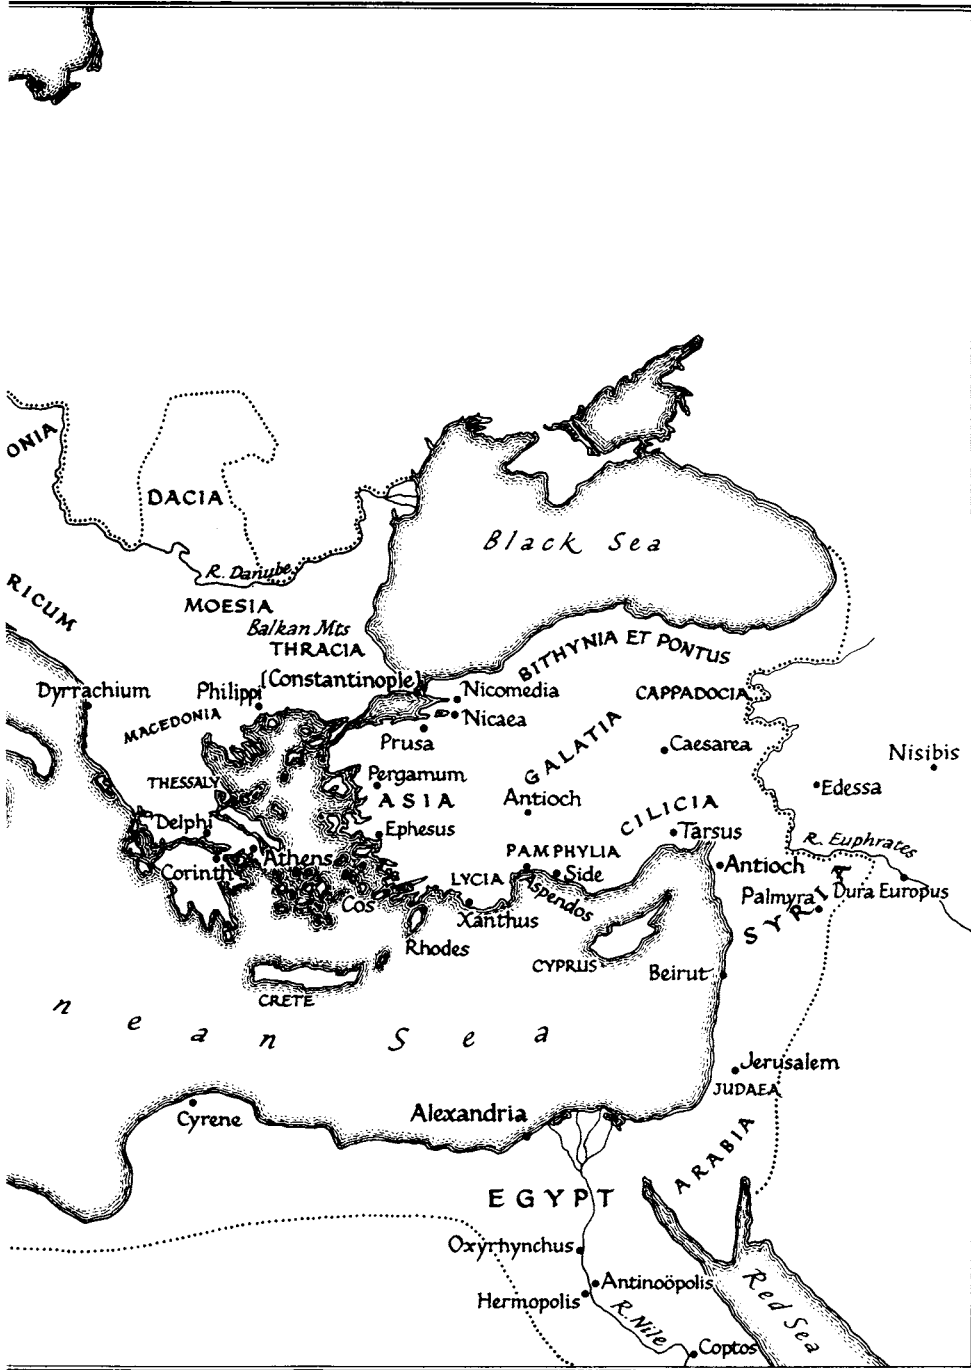 ONIA
DACIA
Black Sea
R. Danube
RICUM
MOESIA
Balkan Mts
THRACIA
BITHYNIA ET PONTUS
[Constantinople]
Dyrrachium
Philippi
Nicomedia
CAPPADOCIA
MACEDONIA
Nicaea
Prusa
GALATIA
Caesarea
Nisibis
THESSALY
Pergamum
ASIA
Antioch
Edessa
Delphi
Ephesus
CILICIA
Tarsus
R. Euphrates
Corinth
Athens
PAMPHYLIA
LYCIA
Side
Aspendos
Antioch
SYRIA
Palmyra
Dura Europus
Cos
Xanthus
Rhodes
CYPRUS
Beirut
CRETE
nean Sea
Jerusalem
JUDAEA
Cyrene
Alexandria
ARABIA
EGYPT
Oxyrhynchus
Antinoöpolis
Hermopolis
R. Nile
Red Sea
Coptos